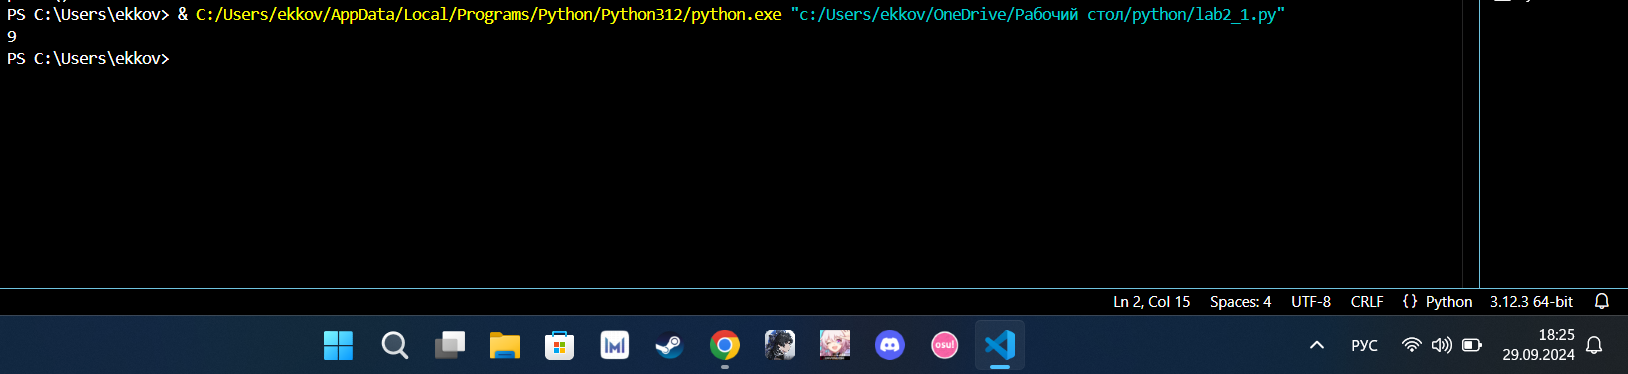 PS C:\Users\ekkov> & C:/Users/ekkov/AppData/Local/Programs/Python/Python312/python.exe "c:/Users/ekkov/OneDrive/Рабочий стол/python/lab2_1.py"
9
PS C:\Users\ekkov>
Ln 2, Col 15 Spaces: 4 UTF-8 CRLF {} Python 3.12.3 64-bit
osu! РУС 18:25
29.09.2024